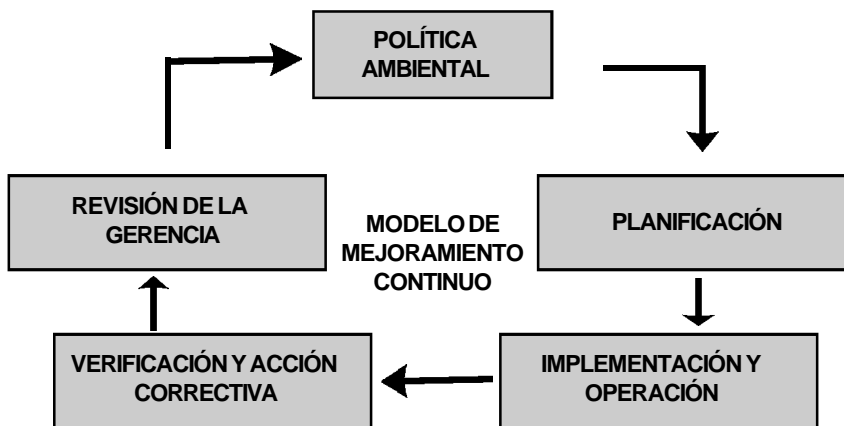 POLÍTICA
AMBIENTAL
REVISIÓN DE LA
GERENCIA
MODELO DE
MEJORAMIENTO
CONTINUO
PLANIFICACIÓN
VERIFICACIÓN Y ACCIÓN
CORRECTIVA
IMPLEMENTACIÓN Y
OPERACIÓN